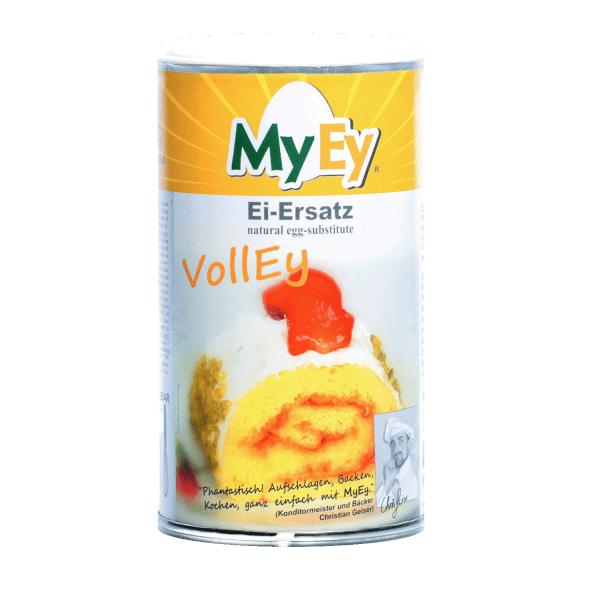 MyEy®
Ei-Ersatz
natural egg-substitute
VollEy
"Phantastisch! Aufschlagen, Backen,
Kochen, ganz einfach mit MyEy."
(Konditormeister und Bäcker
Christian Geiser)